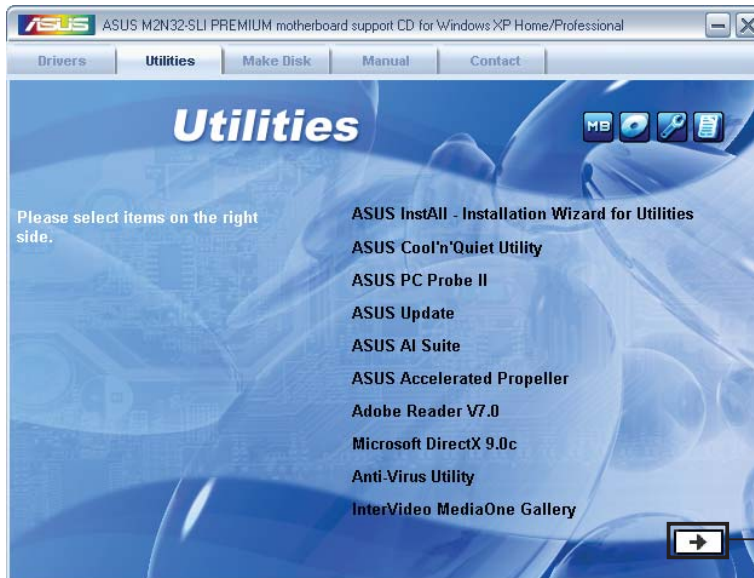 ASUS ASUS M2N32-SLI PREMIUM motherboard support CD for Windows XP Home/Professional
Drivers Utilities Make Disk Manual Contact
Utilities
MB
Please select items on the right
side.
ASUS InstAll - Installation Wizard for Utilities
ASUS Cool'n'Quiet Utility
ASUS PC Probe II
ASUS Update
ASUS AI Suite
ASUS Accelerated Propeller
Adobe Reader V7.0
Microsoft DirectX 9.0c
Anti-Virus Utility
InterVideo MediaOne Gallery